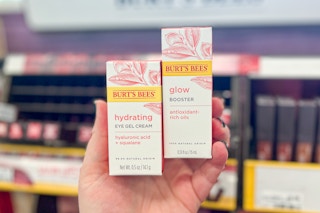 BURT'S BEES
hydrating
EYE GEL CREAM
hyaluronic acid
+ squalane
BURT'S BEES
glow
BOOSTER
antioxidant-
rich oils